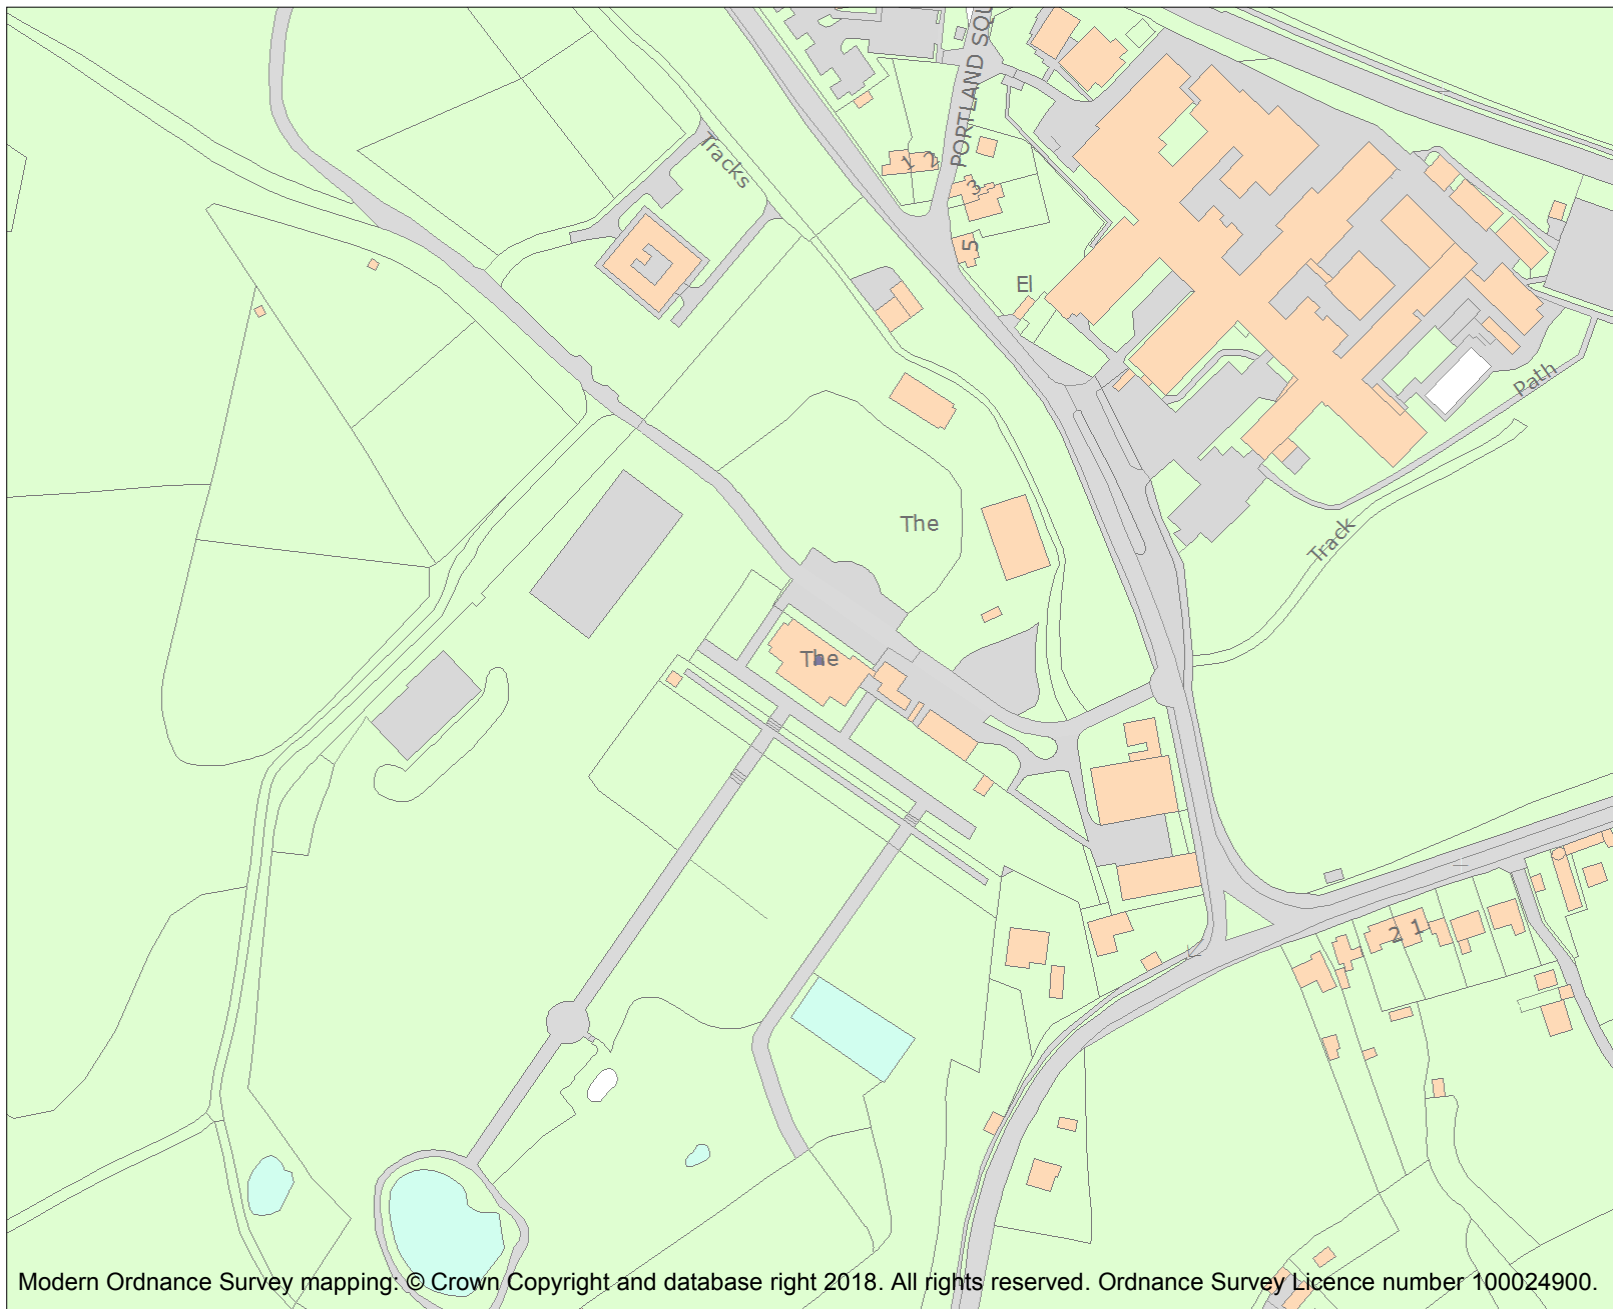 PORTLAND SQU
Tracks
1 2
3
5
El
Path
The
Track
The
2 1
Modern Ordnance Survey mapping: © Crown Copyright and database right 2018. All rights reserved. Ordnance Survey Licence number 100024900.